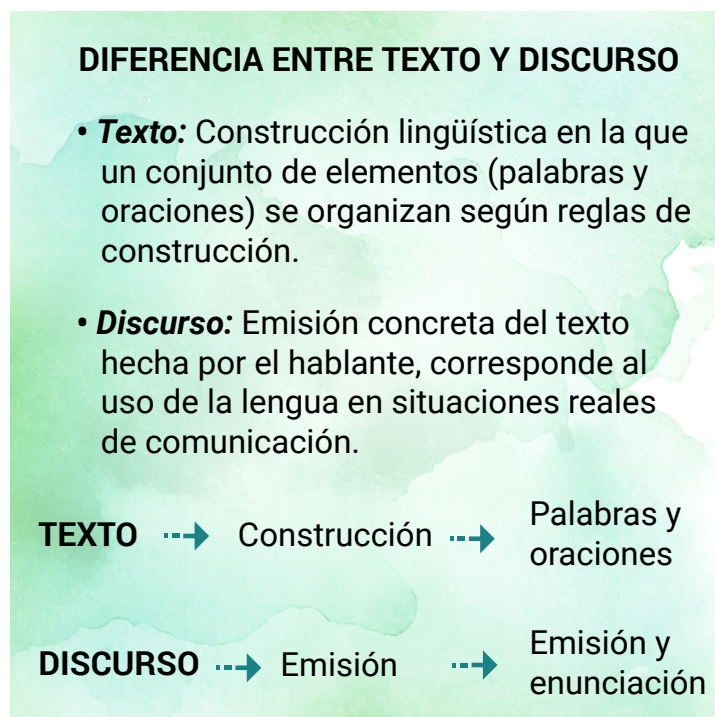 DIFERENCIA ENTRE TEXTO Y DISCURSO
• Texto: Construcción lingüística en la que
un conjunto de elementos (palabras y
oraciones) se organizan según reglas de
construcción.
• Discurso: Emisión concreta del texto
hecha por el hablante, corresponde al
uso de la lengua en situaciones reales
de comunicación.
TEXTO Construcción Palabras y
oraciones
DISCURSO Emisión Emisión y
enunciación